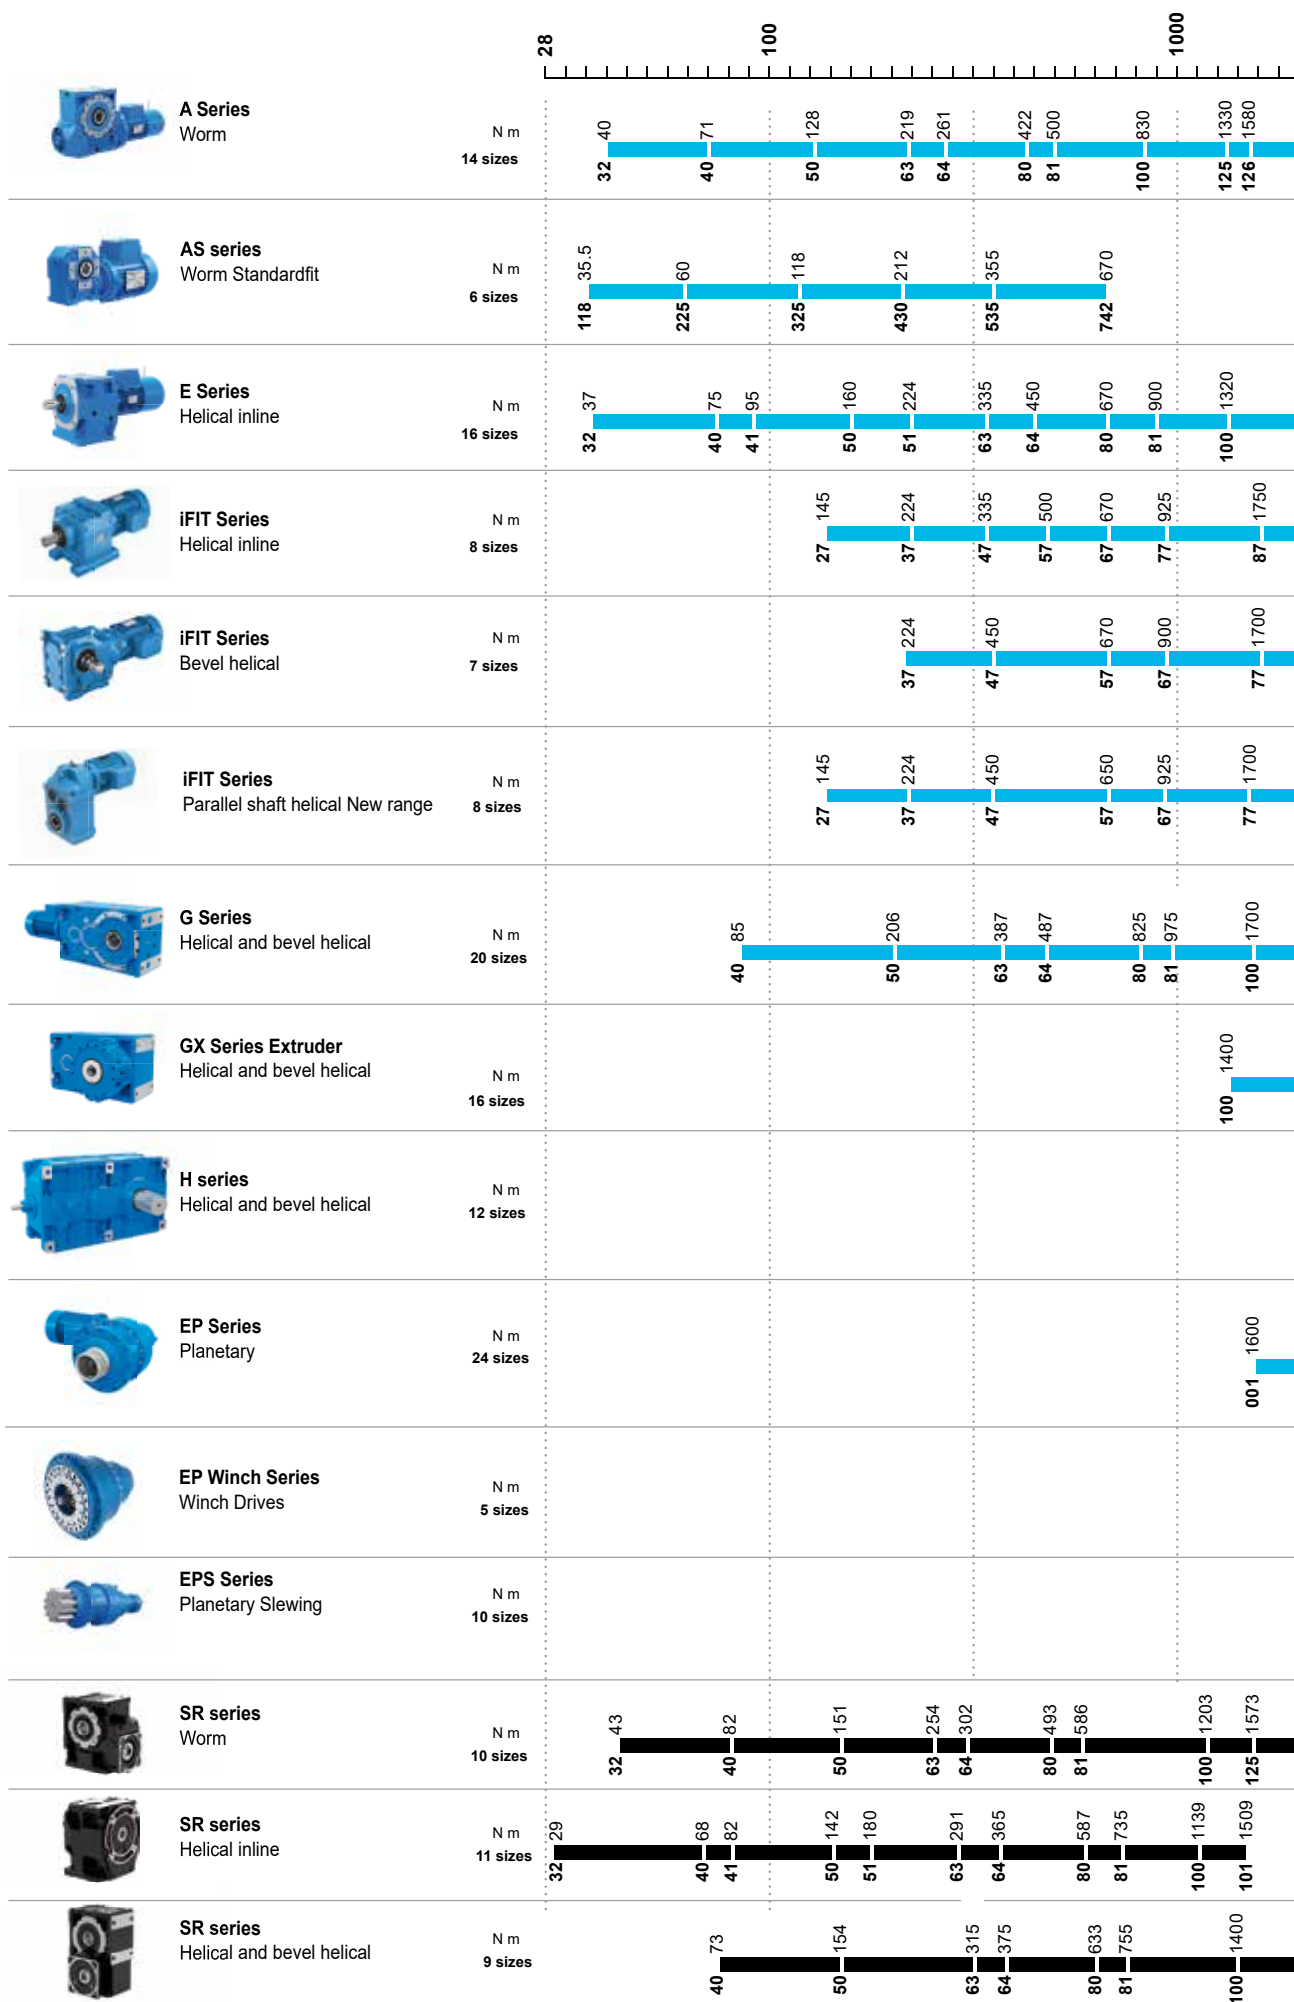 28
100
1000
A Series
Worm
N m
14 sizes
40 71 128 219 261 422 500 830 1330 1580
32 40 50 63 64 80 81 100 125 126
AS series
Worm Standardfit
N m
6 sizes
35.5 60 118 212 355 670
118 225 325 430 535 742
E Series
Helical inline
N m
16 sizes
37 75 95 160 224 335 450 670 900 1320
32 40 41 50 51 63 64 80 81 100
iFIT Series
Helical inline
N m
8 sizes
145 224 335 500 670 925 1750
27 37 47 57 67 77 87
iFIT Series
Bevel helical
N m
7 sizes
224 450 670 900 1700
37 47 57 67 77
iFIT Series
Parallel shaft helical New range
N m
8 sizes
145 224 450 650 925 1700
27 37 47 57 67 77
G Series
Helical and bevel helical
N m
20 sizes
85 206 387 487 825 975 1700
40 50 63 64 80 81 100
GX Series Extruder
Helical and bevel helical
N m
16 sizes
1400
100
H series
Helical and bevel helical
N m
12 sizes
EP Series
Planetary
N m
24 sizes
1600
001
EP Winch Series
Winch Drives
N m
5 sizes
EPS Series
Planetary Slewing
N m
10 sizes
SR series
Worm
N m
10 sizes
43 82 151 254 302 493 586 1203 1573
32 40 50 63 64 80 81 100 125
SR series
Helical inline
N m
11 sizes
29 68 82 142 180 291 365 587 735 1139 1509
32 40 41 50 51 63 64 80 81 100 101
SR series
Helical and bevel helical
N m
9 sizes
73 154 315 375 633 755 1400
40 50 63 64 80 81 100